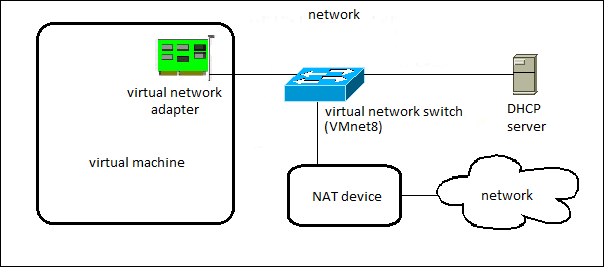 network
virtual network
adapter
virtual machine
virtual network switch
(VMnet8)
DHCP
server
NAT device
network